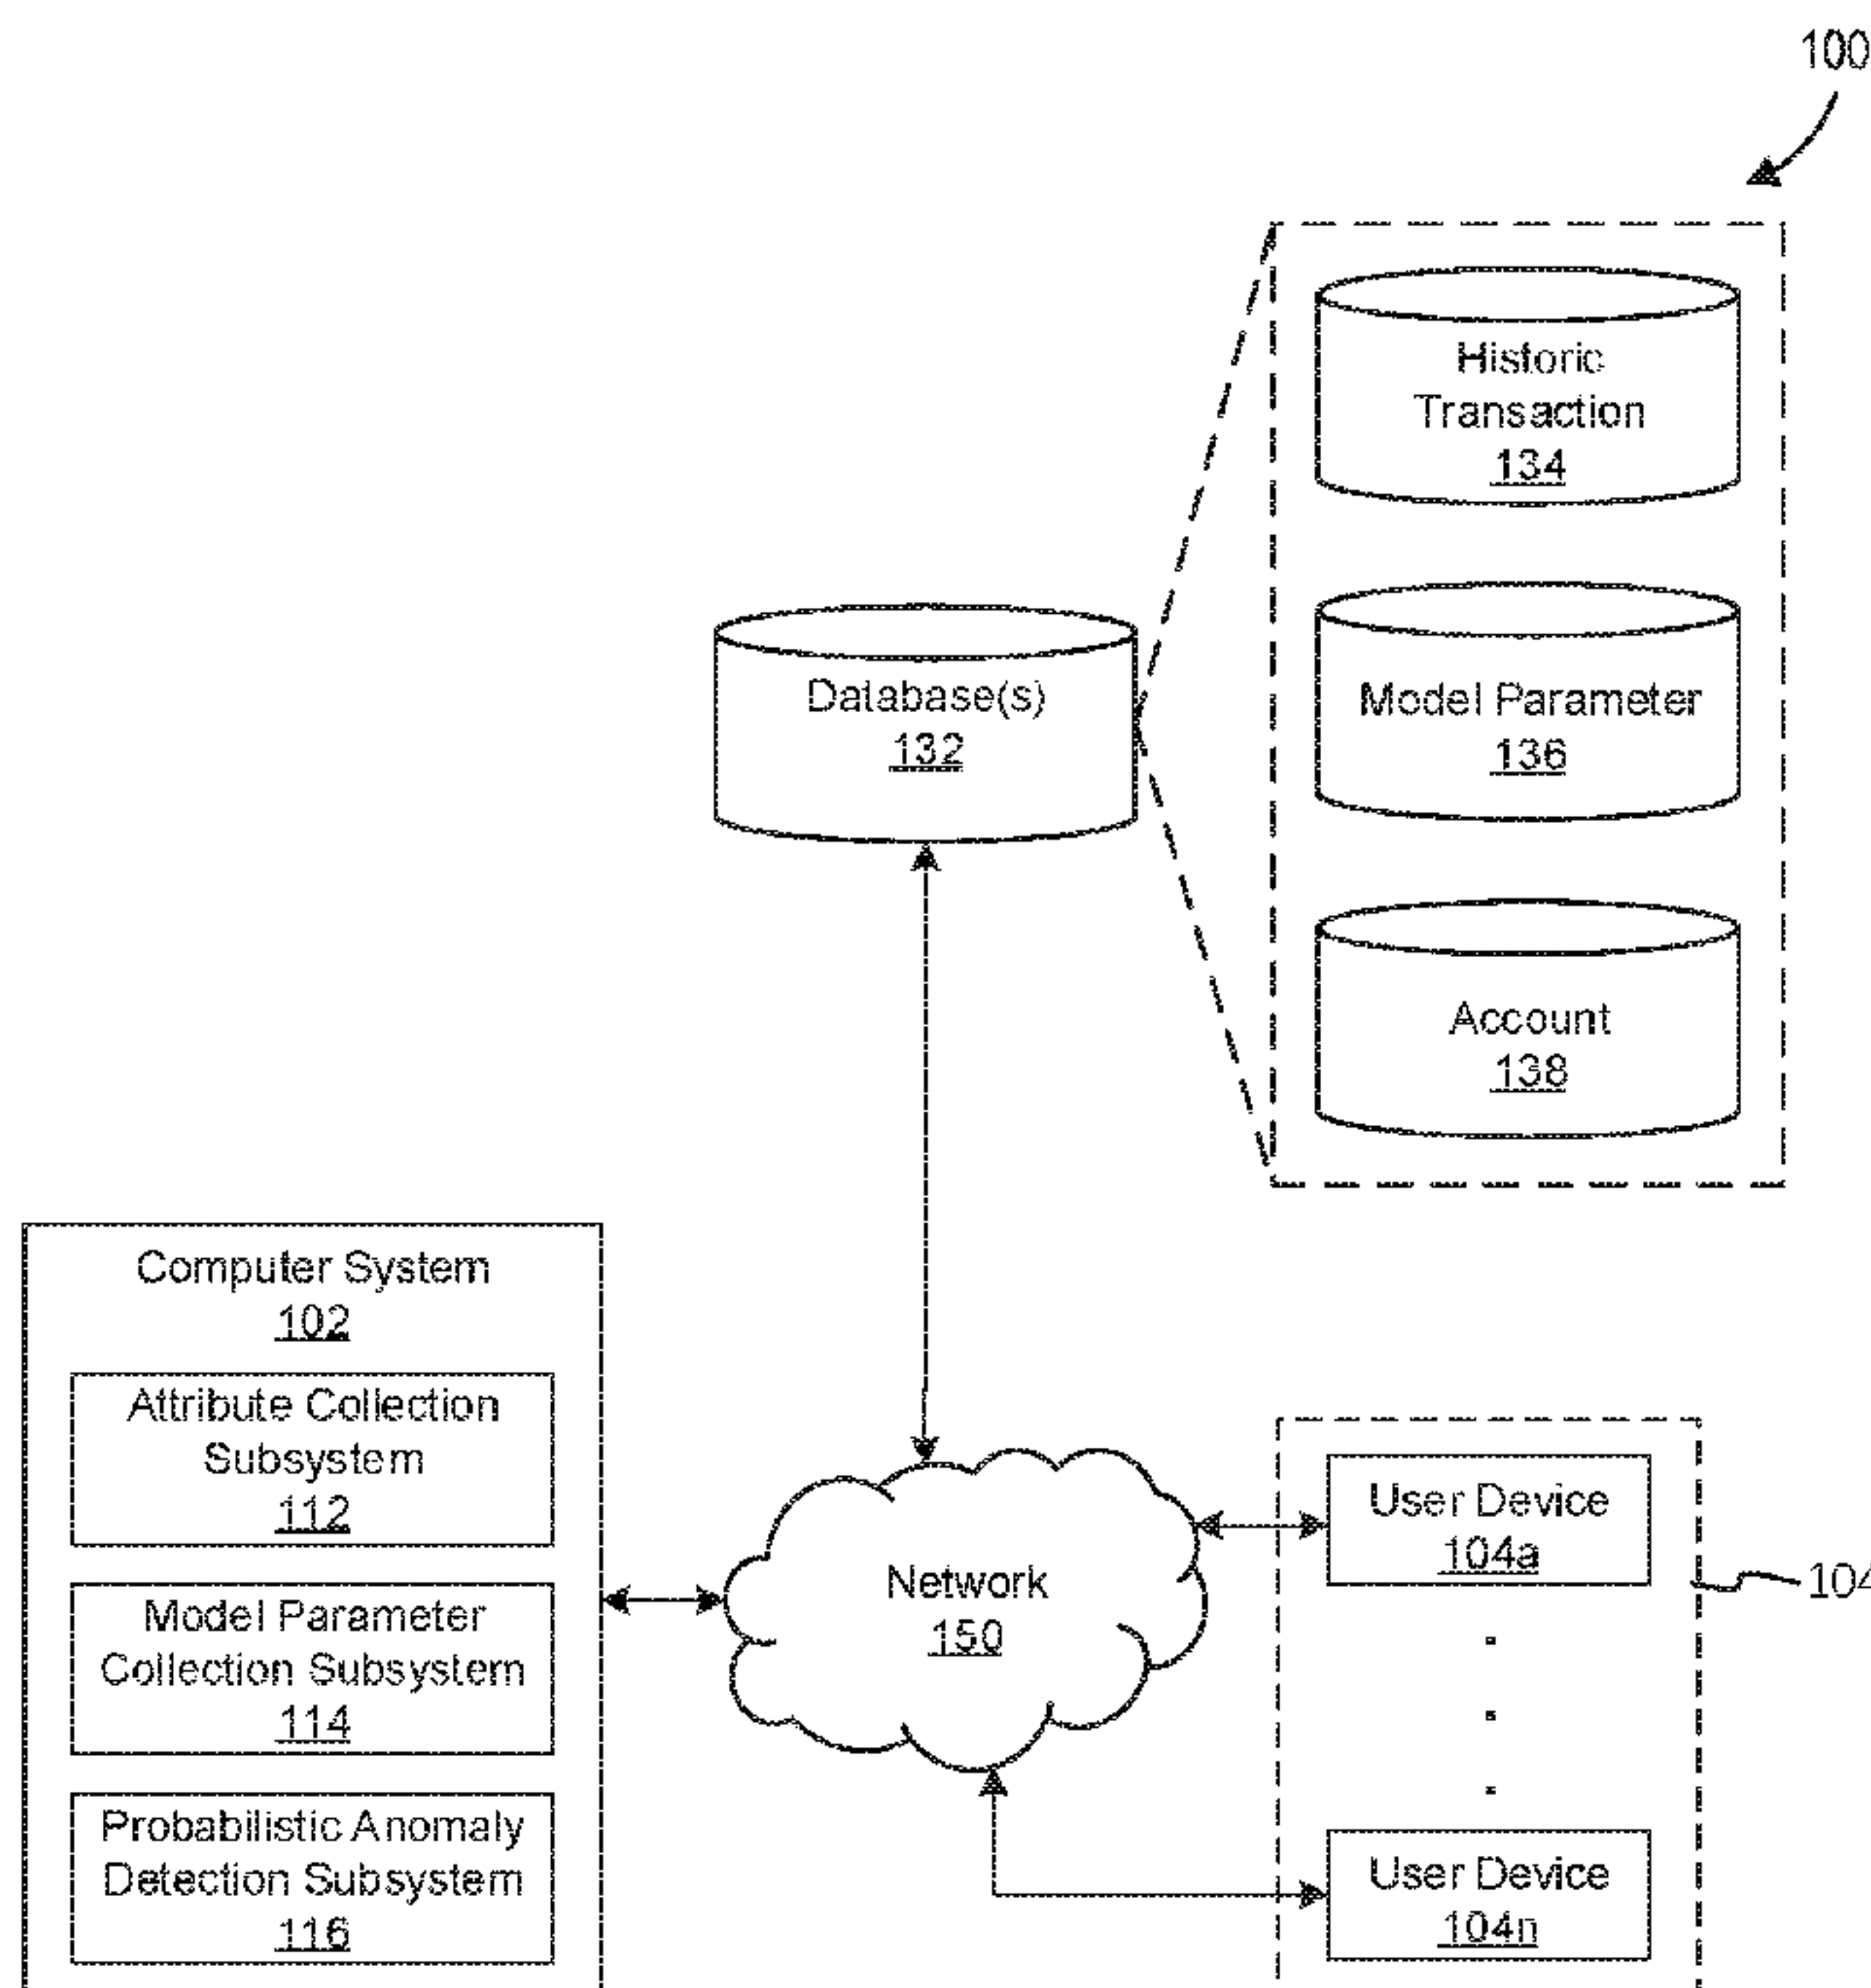 100
Historic
Transaction
134
Database(s)
132
Model Parameter
136
Account
138
Computer System
102
Attribute Collection
Subsystem
112
Model Parameter
Collection Subsystem
114
Probabilistic Anomaly
Detection Subsystem
116
Network
150
User Device
104a
104
User Device
104n